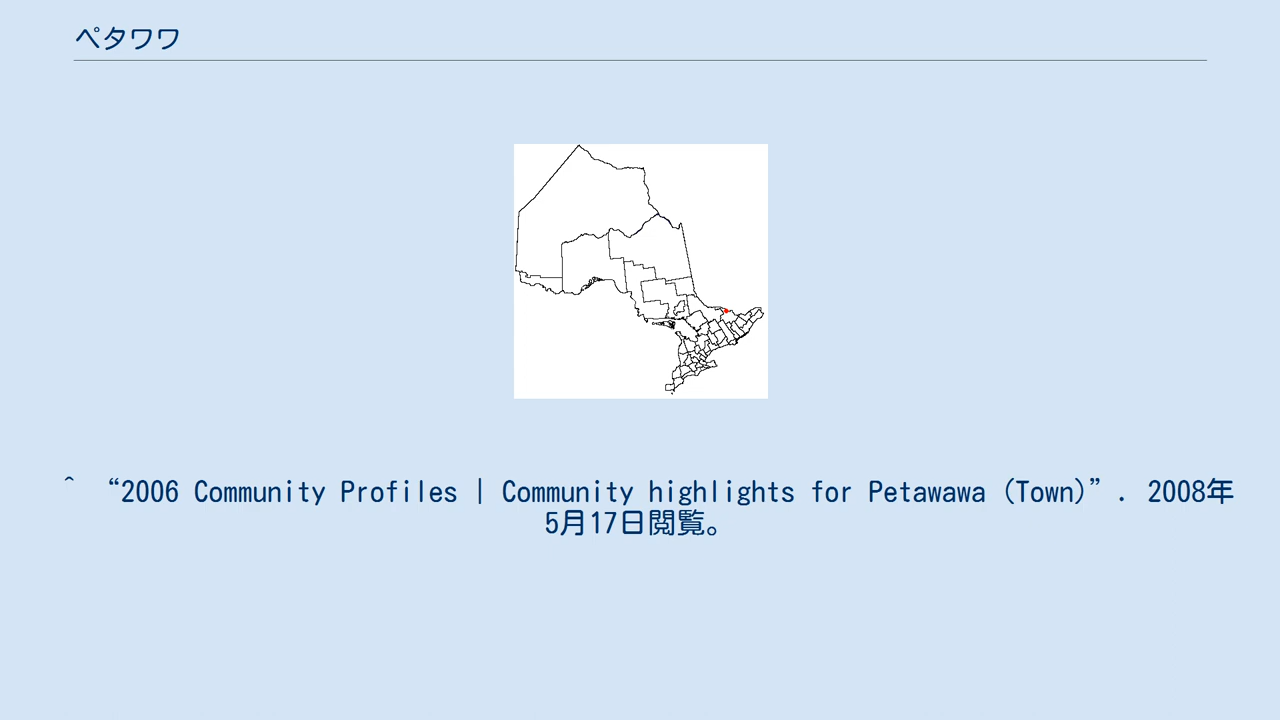 ペタワワ
^ “2006 Community Profiles | Community highlights for Petawawa (Town)”. 2008年
5月17日閲覧。